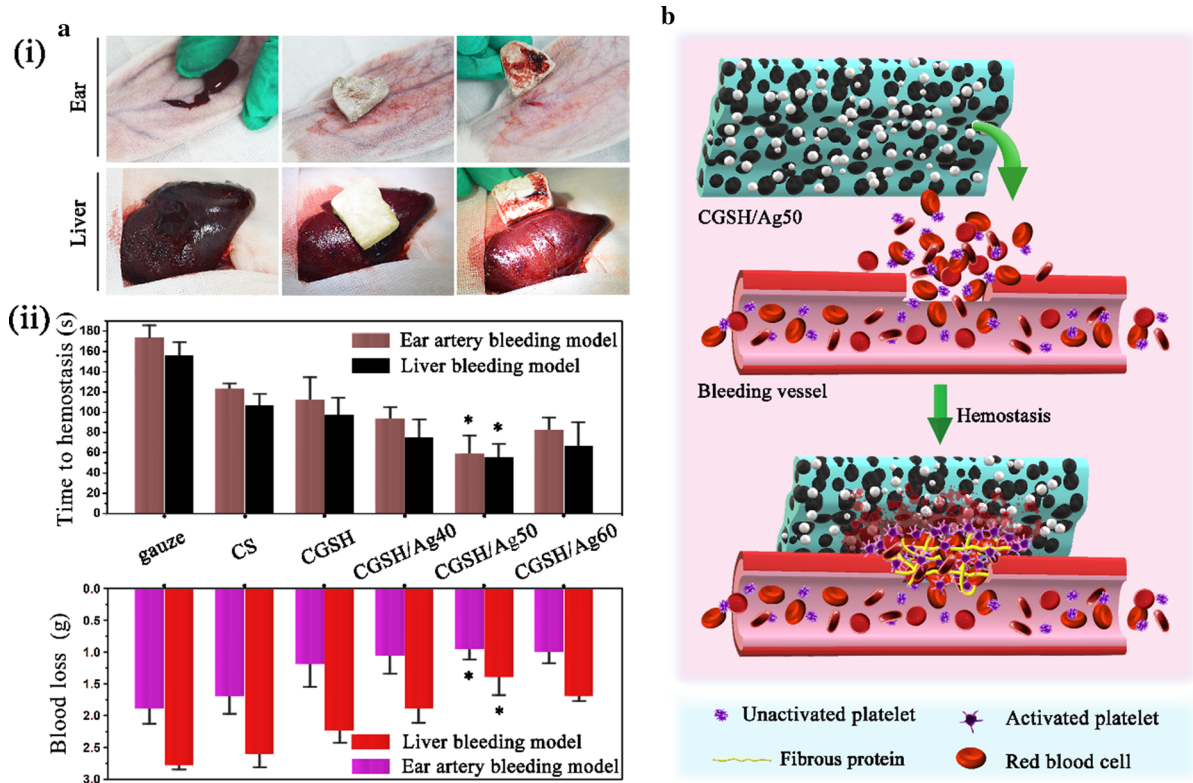 a
(i)
Ear
Liver
(ii)
Time to hemostasis (s)
180
160
140
120
100
80
60
40
20
0
Ear artery bleeding model
Liver bleeding model
*
*
gauze
CS
CGSH
CGSH/Ag40
CGSH/Ag50
CGSH/Ag60
Blood loss (g)
0.0
0.5
1.0
1.5
2.0
2.5
3.0
*
*
Liver bleeding model
Ear artery bleeding model
b
CGSH/Ag50
Bleeding vessel
Hemostasis
Unactivated platelet
Activated platelet
Fibrous protein
Red blood cell